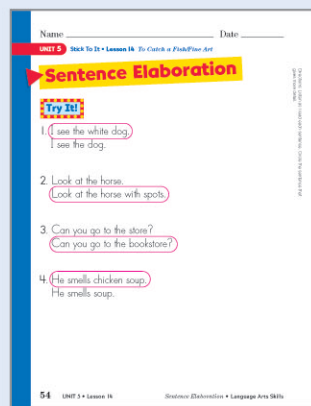 Name Date
UNIT 5 Stick To It • Lesson 14 To Catch a Fish/Fine Art
Sentence Elaboration
Try It!
1. I see the white dog.
I see the dog.
2. Look at the horse.
Look at the horse with spots.
3. Can you go to the store?
Can you go to the bookstore?
4. He smells chicken soup.
He smells soup.
54 UNIT 5 • Lesson 14 Sentence Elaboration • Language Arts Skills